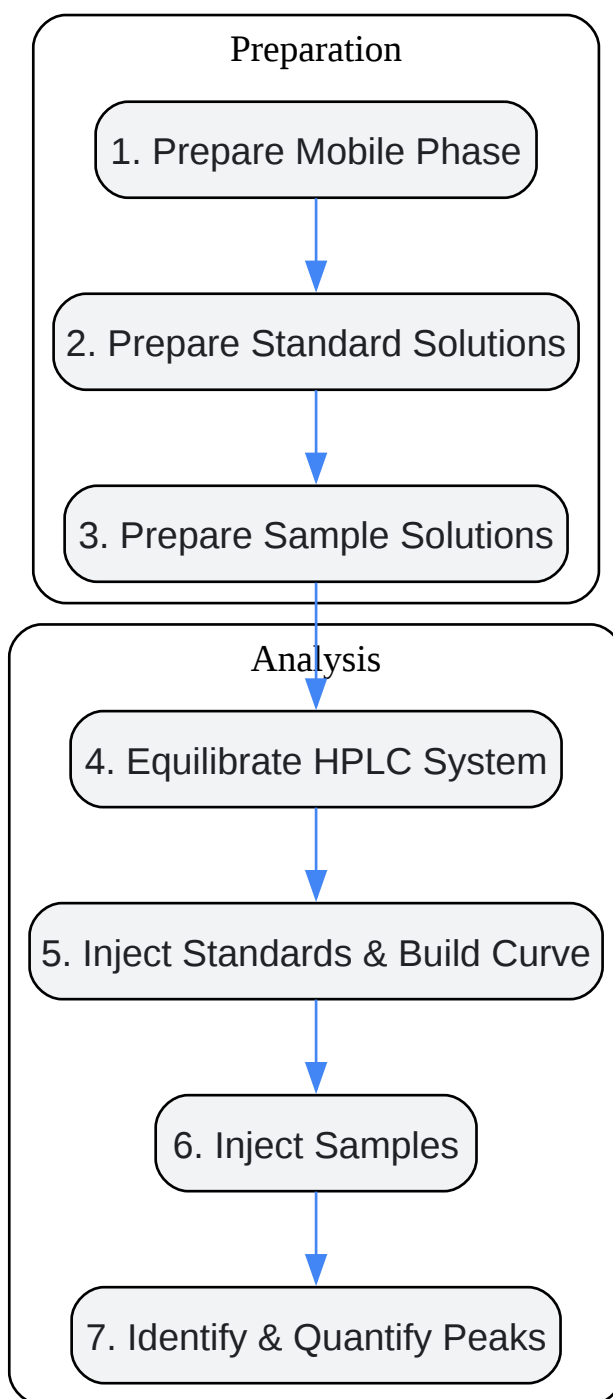 Preparation
1. Prepare Mobile Phase
2. Prepare Standard Solutions
3. Prepare Sample Solutions
Analysis
4. Equilibrate HPLC System
5. Inject Standards & Build Curve
6. Inject Samples
7. Identify & Quantify Peaks